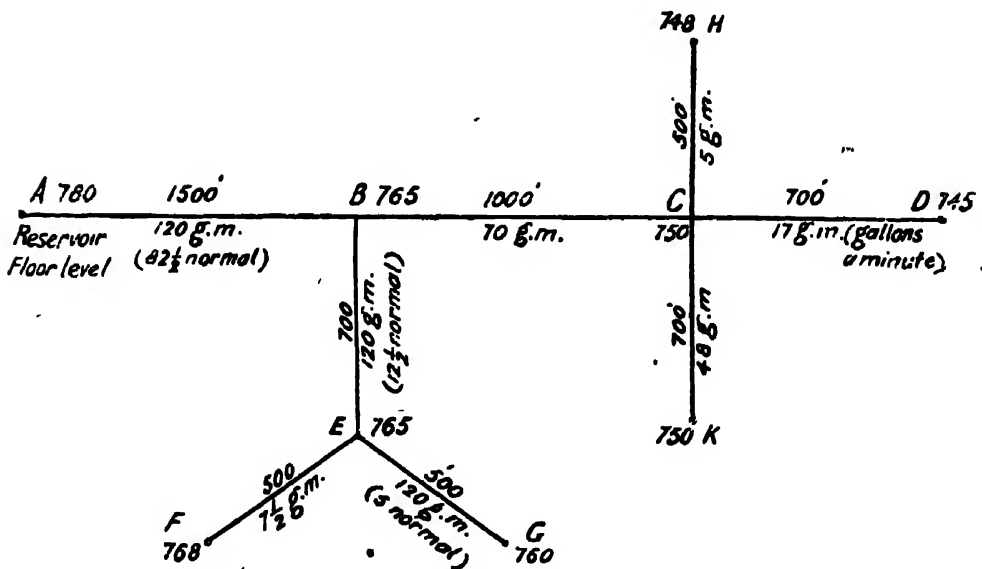 748 H
500'
5 g.m.
A 780
1500'
B 765
1000'
C
700'
D 745
Reservoir
Floor level
120 g.m.
(82½ normal)
70 g.m.
750
17 g.m. (gallons
a minute)
700
120 g.m.
(12½ normal)
700'
48 g.m
E 765
750 K
500
7½ g.m.
500'
120 g.m.
(5 normal)
F
768
G
760